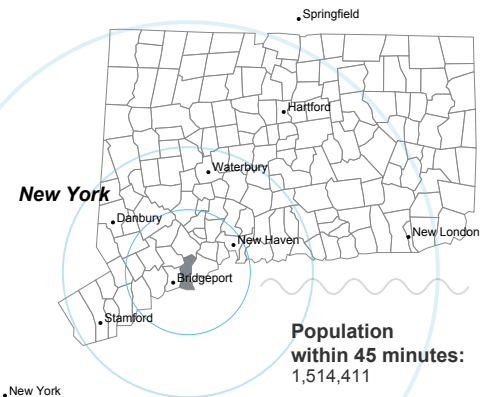 Springfield
Hartford
Waterbury
New York
Danbury
New Haven
New London
Bridgeport
Stamford
Population
within 45 minutes:
1,514,411
New York